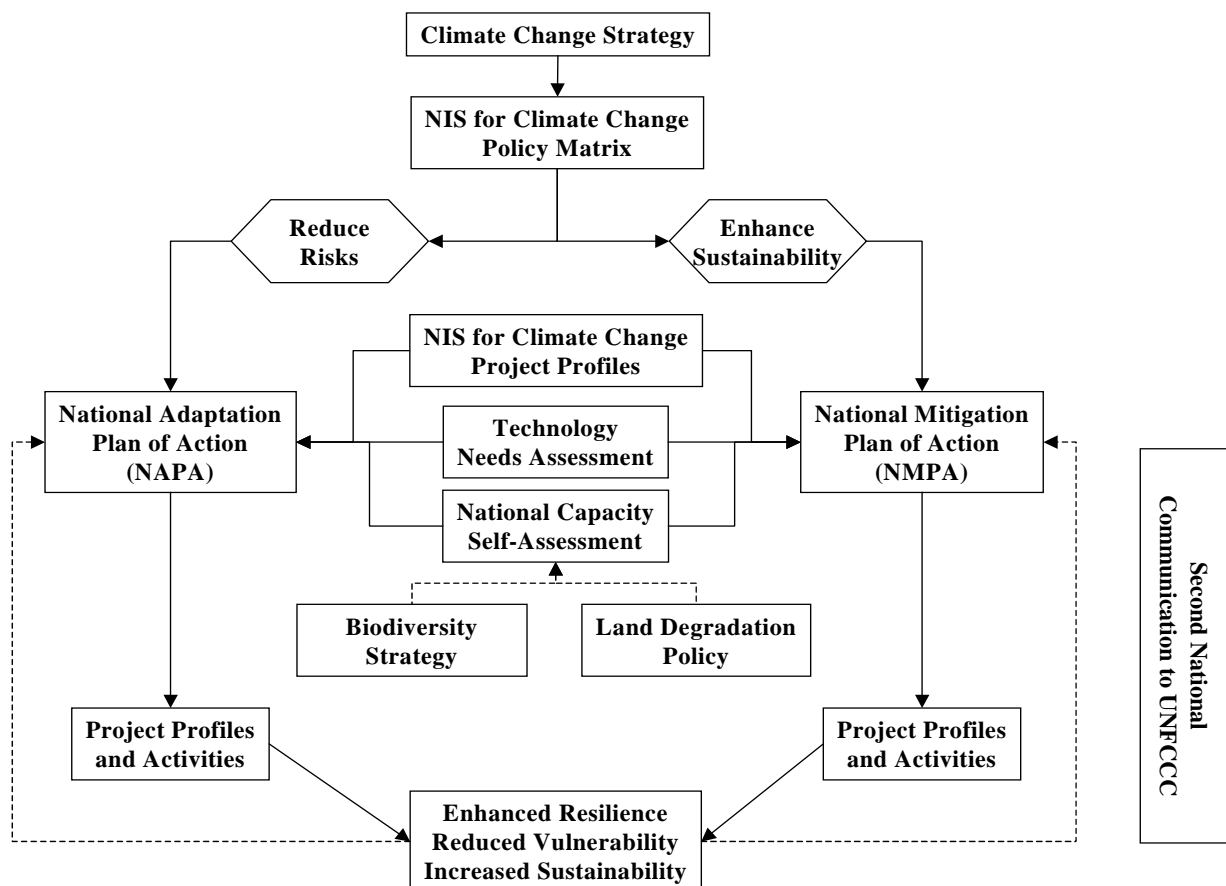 Climate Change Strategy
NIS for Climate Change
Policy Matrix
Reduce
Risks
Enhance
Sustainability
NIS for Climate Change
Project Profiles
National Adaptation
Plan of Action
(NAPA)
Technology
Needs Assessment
National Mitigation
Plan of Action
(NMPA)
National Capacity
Self-Assessment
Biodiversity
Strategy
Land Degradation
Policy
Project Profiles
and Activities
Project Profiles
and Activities
Enhanced Resilience
Reduced Vulnerability
Increased Sustainability
Second National
Communication to UNFCCC